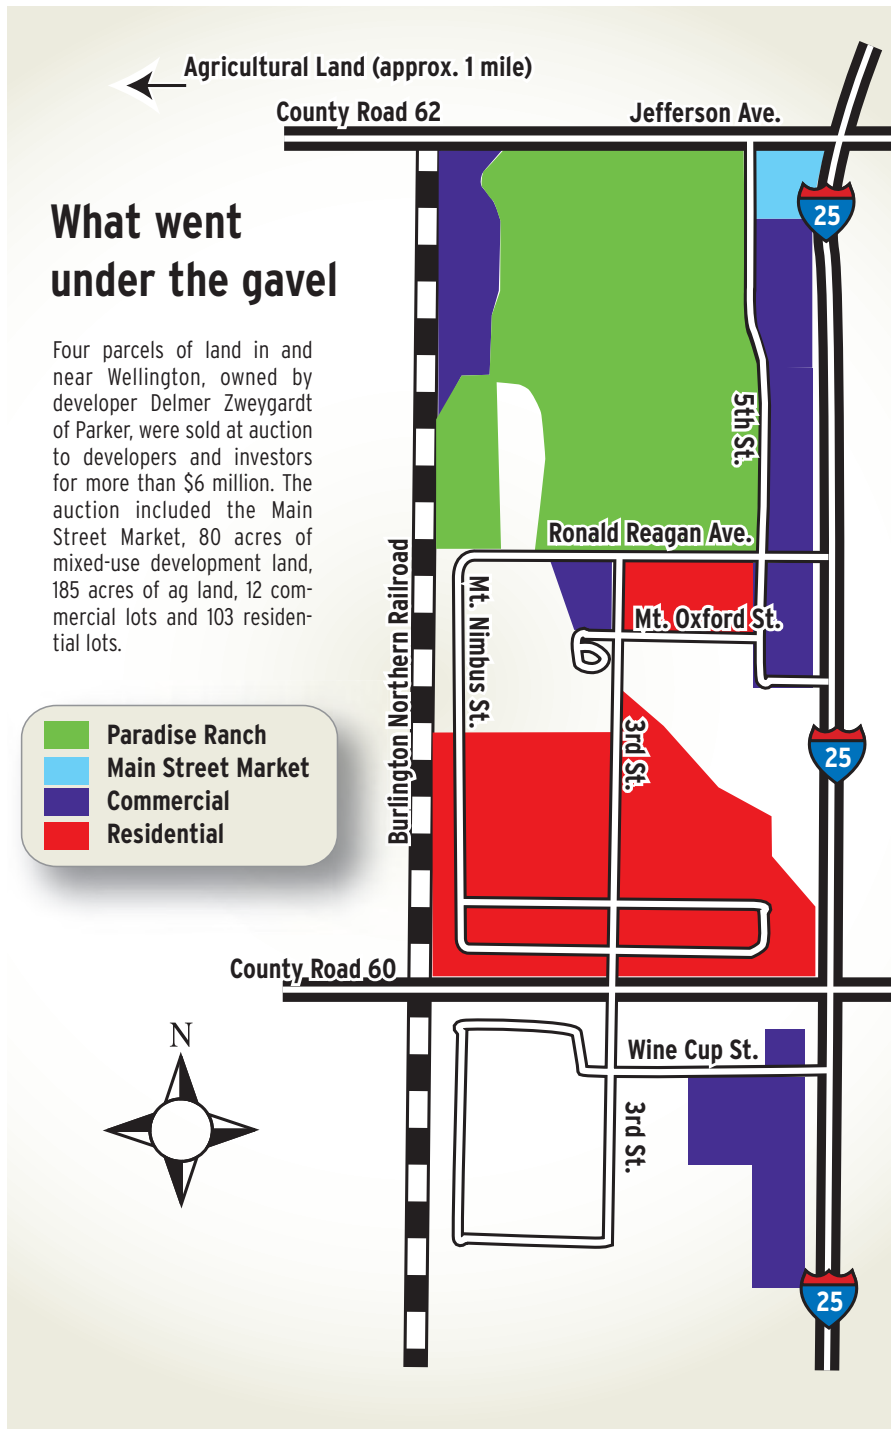 Agricultural Land (approx. 1 mile)
County Road 62
Jefferson Ave.
25
What went
under the gavel
Four parcels of land in and
near Wellington, owned by
developer Delmer Zweygardt
of Parker, were sold at auction
to developers and investors
for more than $6 million. The
auction included the Main
Street Market, 80 acres of
mixed-use development land,
185 acres of ag land, 12 com-
mercial lots and 103 residen-
tial lots.
5th St.
Ronald Reagan Ave.
Burlington Northern Railroad
Mt. Nimbus St.
Mt. Oxford St.
3rd St.
25
Paradise Ranch
Main Street Market
Commercial
Residential
County Road 60
N
Wine Cup St.
3rd St.
25